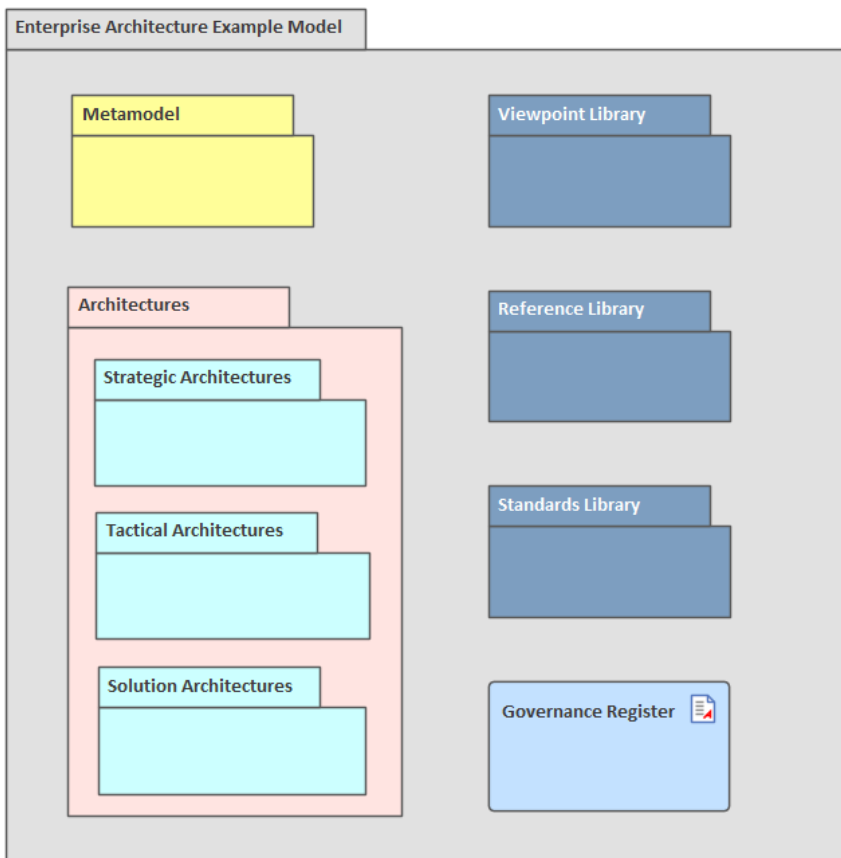 Enterprise Architecture Example Model
Metamodel
Viewpoint Library
Architectures
Reference Library
Strategic Architectures
Standards Library
Tactical Architectures
Solution Architectures
Governance Register